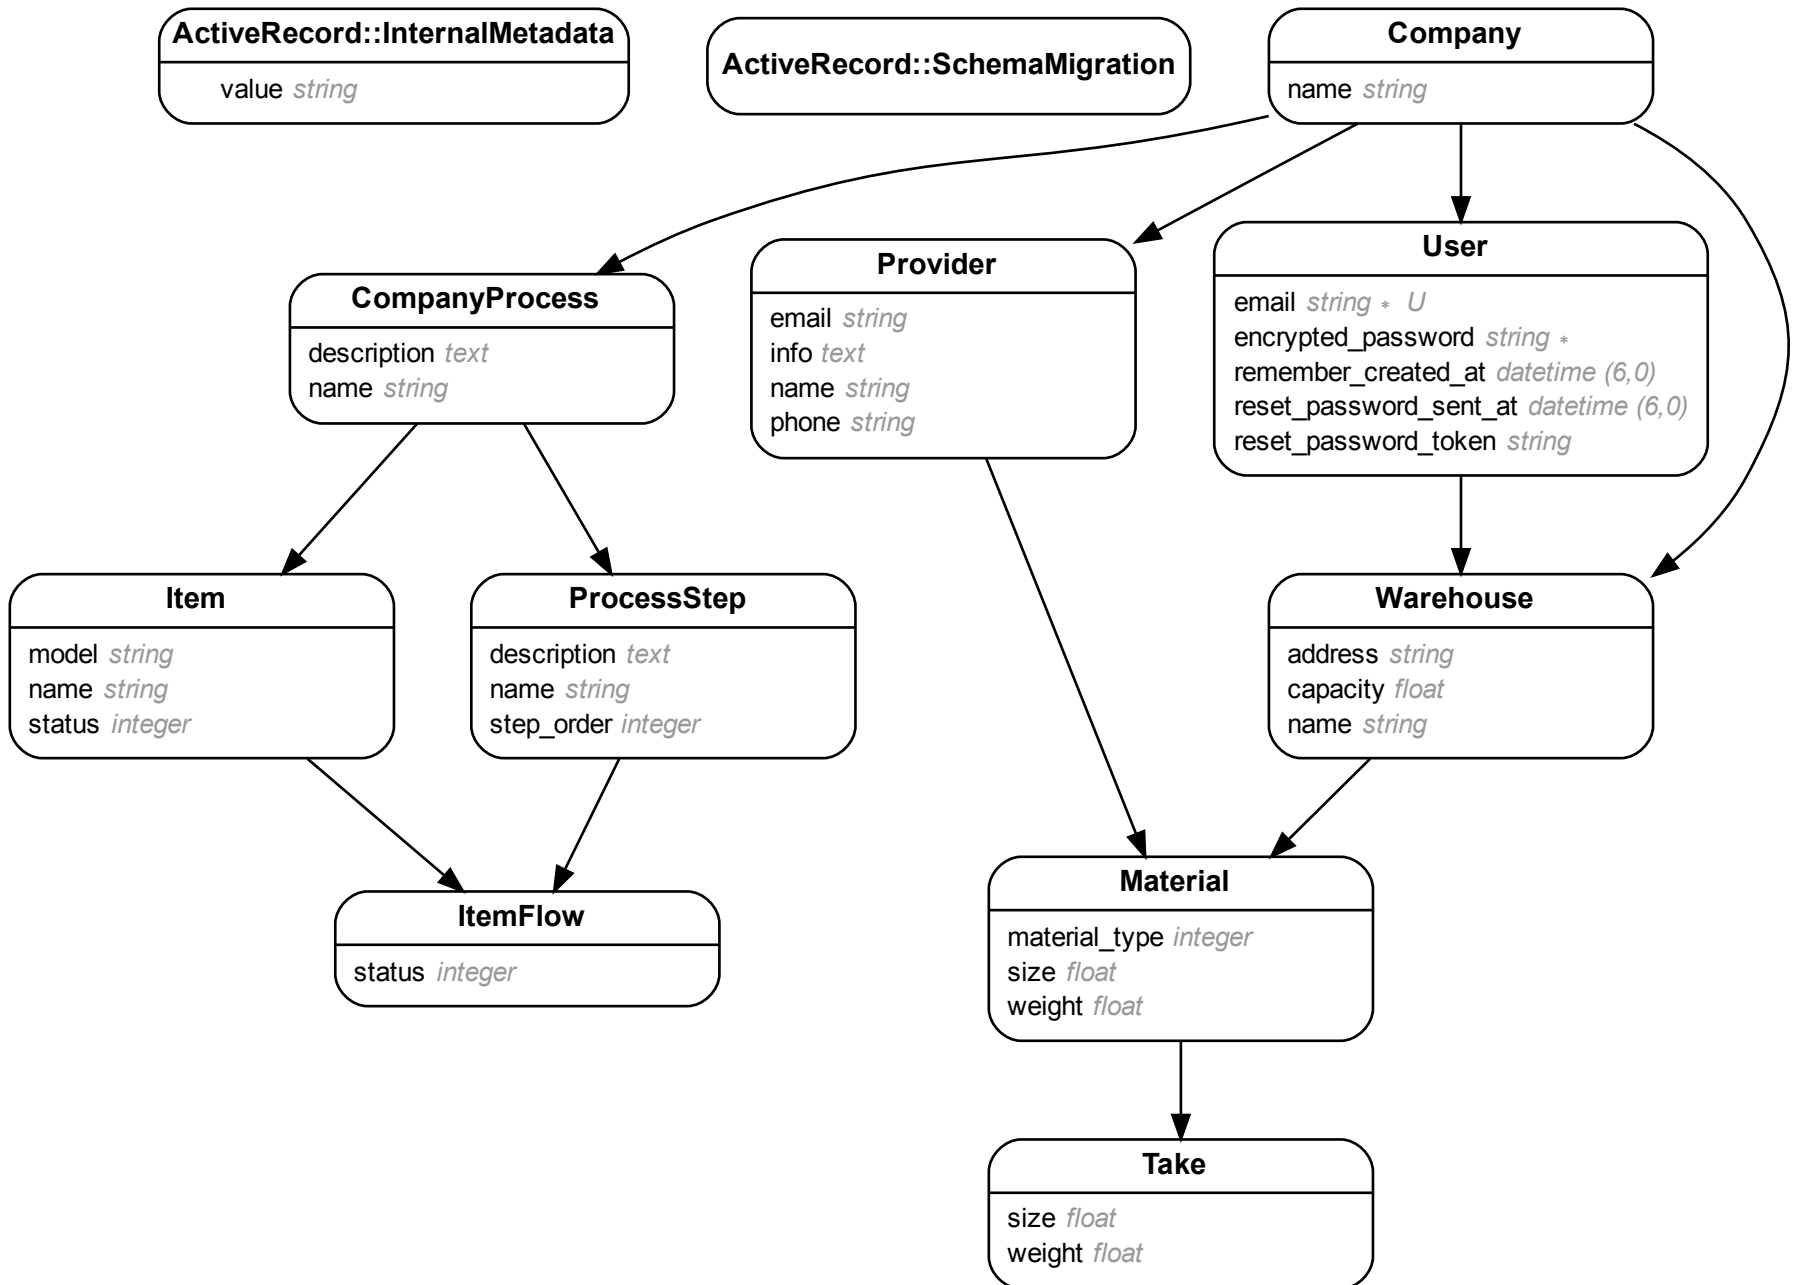 ActiveRecord::InternalMetadata
value string
ActiveRecord::SchemaMigration
Company
name string
CompanyProcess
description text
name string
Provider
email string
info text
name string
phone string
User
email string * U
encrypted_password string *
remember_created_at datetime (6,0)
reset_password_sent_at datetime (6,0)
reset_password_token string
Item
model string
name string
status integer
ProcessStep
description text
name string
step_order integer
Warehouse
address string
capacity float
name string
ItemFlow
status integer
Material
material_type integer
size float
weight float
Take
size float
weight float